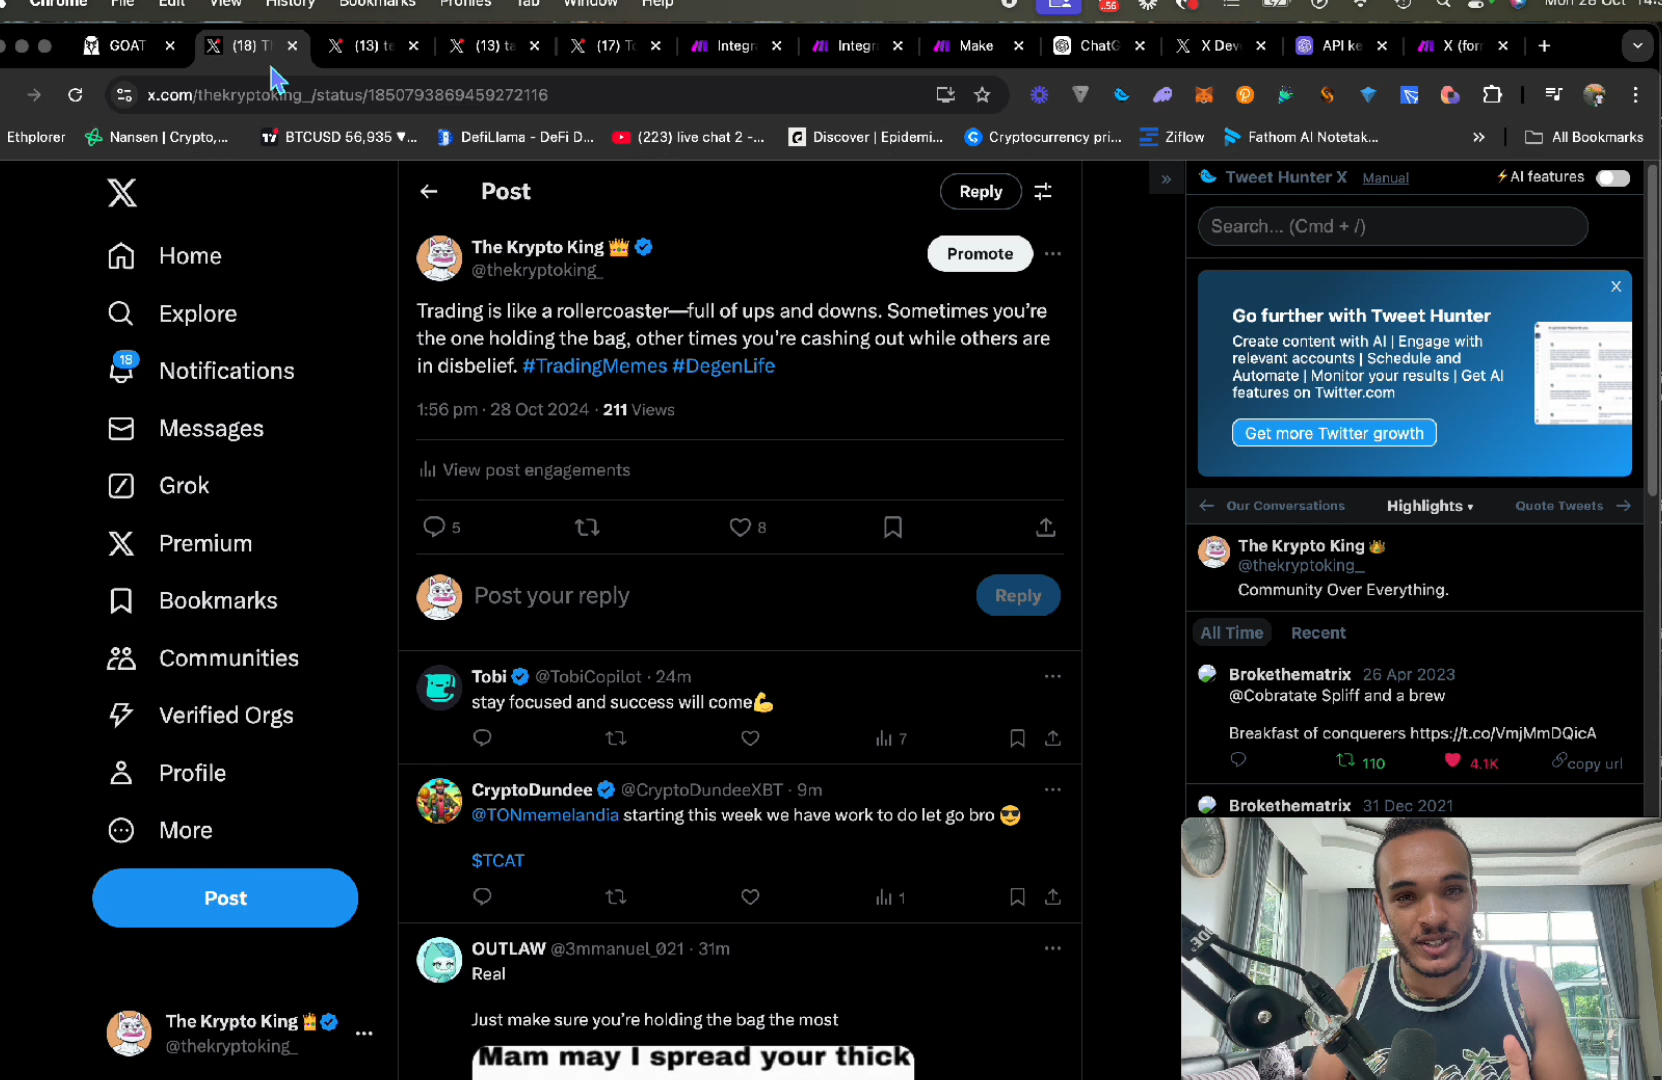 Chrome File Edit View History Bookmarks Profiles Tab Window Help
.56
Mon 28 Oct
GOAT
(18)
(13)
(13)
(17)
Integr
Integr
Make
ChatG
X Dev
API ke
X (for
x.com/thekryptoking_/status/1850793869459272116
Ethplorer
Nansen | Crypto,...
BTCUSD 56,935 ▼...
DefiLlama - DeFi D...
(223) live chat 2 -...
Discover | Epidemi...
Cryptocurrency pri...
Ziflow
Fathom AI Notetak...
»
All Bookmarks
Home
Explore
18
Notifications
Messages
Grok
Premium
Bookmarks
Communities
Verified Orgs
Profile
More
Post
The Krypto King 👑
@thekryptoking_
Post
Reply
The Krypto King 👑
@thekryptoking_
Promote
Trading is like a rollercoaster—full of ups and downs. Sometimes you're
the one holding the bag, other times you're cashing out while others are
in disbelief. #TradingMemes #DegenLife
1:56 pm · 28 Oct 2024 · 211 Views
View post engagements
5
8
Post your reply
Reply
Tobi @TobiCopilot · 24m
stay focused and success will come💪
7
CryptoDundee @CryptoDundeeXBT · 9m
@TONmemelandia starting this week we have work to do let go bro 😎
$TCAT
1
OUTLAW @3mmanuel_021 · 31m
Real
Just make sure you're holding the bag the most
Mam may I spread your thick
»
Tweet Hunter X Manual
⚡AI features
Search... (Cmd + /)
X
Go further with Tweet Hunter
Create content with AI | Engage with
relevant accounts | Schedule and
Automate | Monitor your results | Get AI
features on Twitter.com
Get more Twitter growth
← Our Conversations
Highlights ▾
Quote Tweets →
The Krypto King 👑
@thekryptoking_
Community Over Everything.
All Time Recent
Brokethematrix 26 Apr 2023
@Cobratate Spliff and a brew
Breakfast of conquerers https://t.co/VmjMmDQicA
110
4.1K
copy url
Brokethematrix 31 Dec 2021